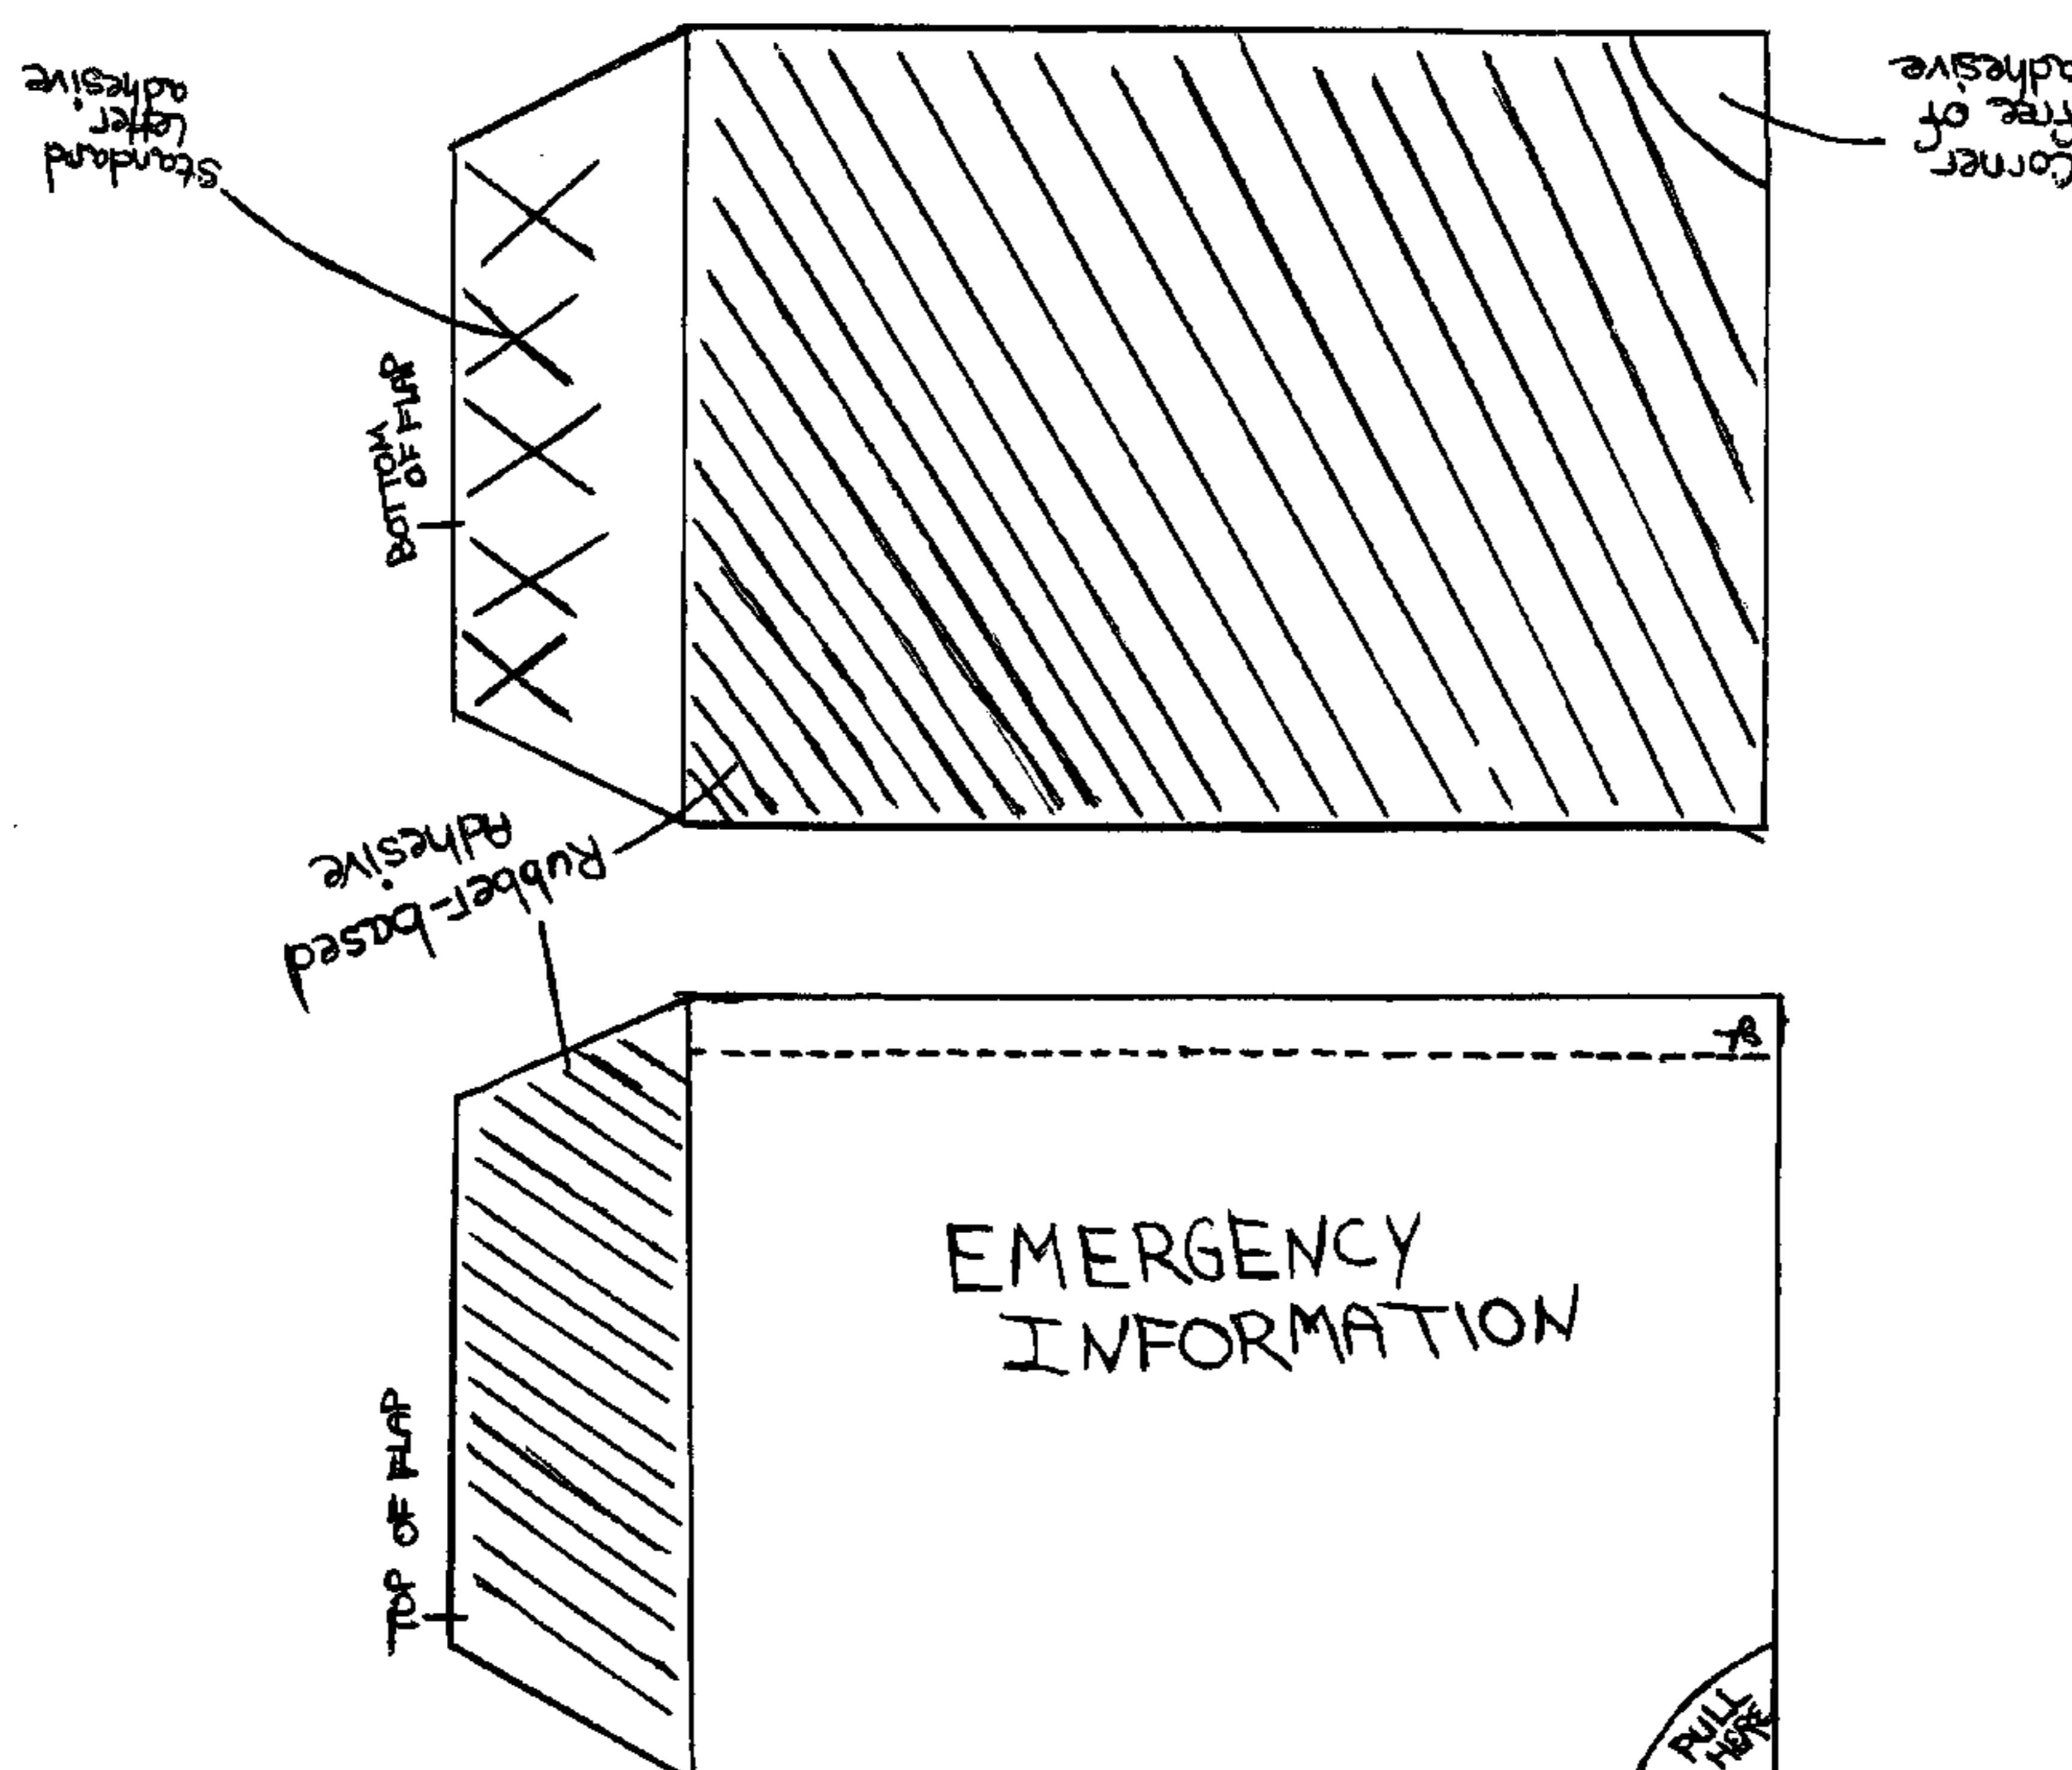 Standard
letter
adhesive
Corner
free of
adhesive
BOTTOM
OF FLAP
Rubber-based
Adhesive
EMERGENCY
INFORMATION
TOP OF FLAP
PULL
HERE